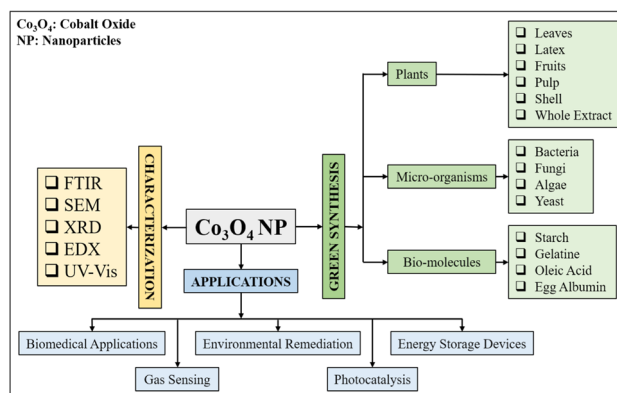 Co₃O₄: Cobalt Oxide
NP: Nanoparticles
Plants
❑ Leaves
❑ Latex
❑ Fruits
❑ Pulp
❑ Shell
❑ Whole Extract
Micro-organisms
❑ Bacteria
❑ Fungi
❑ Algae
❑ Yeast
Bio-molecules
❑ Starch
❑ Gelatine
❑ Oleic Acid
❑ Egg Albumin
GREEN SYNTHESIS
Co₃O₄ NP
CHARACTERIZATION
❑ FTIR
❑ SEM
❑ XRD
❑ EDX
❑ UV-Vis
APPLICATIONS
Biomedical Applications
Environmental Remediation
Energy Storage Devices
Gas Sensing
Photocatalysis